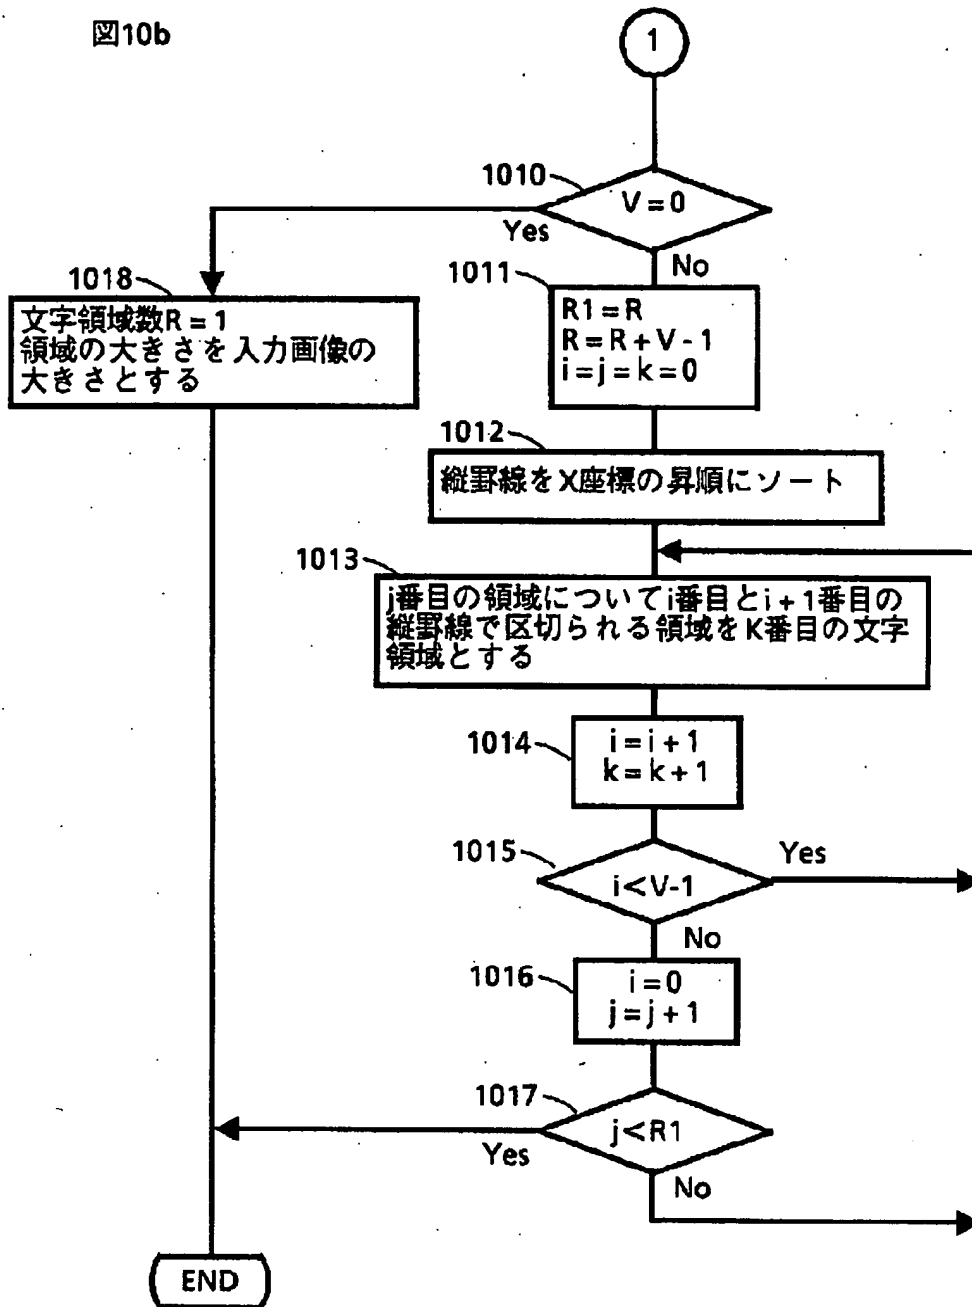 図10b
1
1010
V=0
Yes
No
1018
文字領域数R=1
領域の大きさを入力画像の
大きさとする
1011
R1=R
R=R+V-1
i=j=k=0
1012
縦罫線をX座標の昇順にソート
1013
j番目の領域についてi番目とi+1番目の
縦罫線で区切られる領域をK番目の文字
領域とする
1014
i=i+1
k=k+1
1015
i<V-1
Yes
No
1016
i=0
j=j+1
1017
j<R1
Yes
No
END